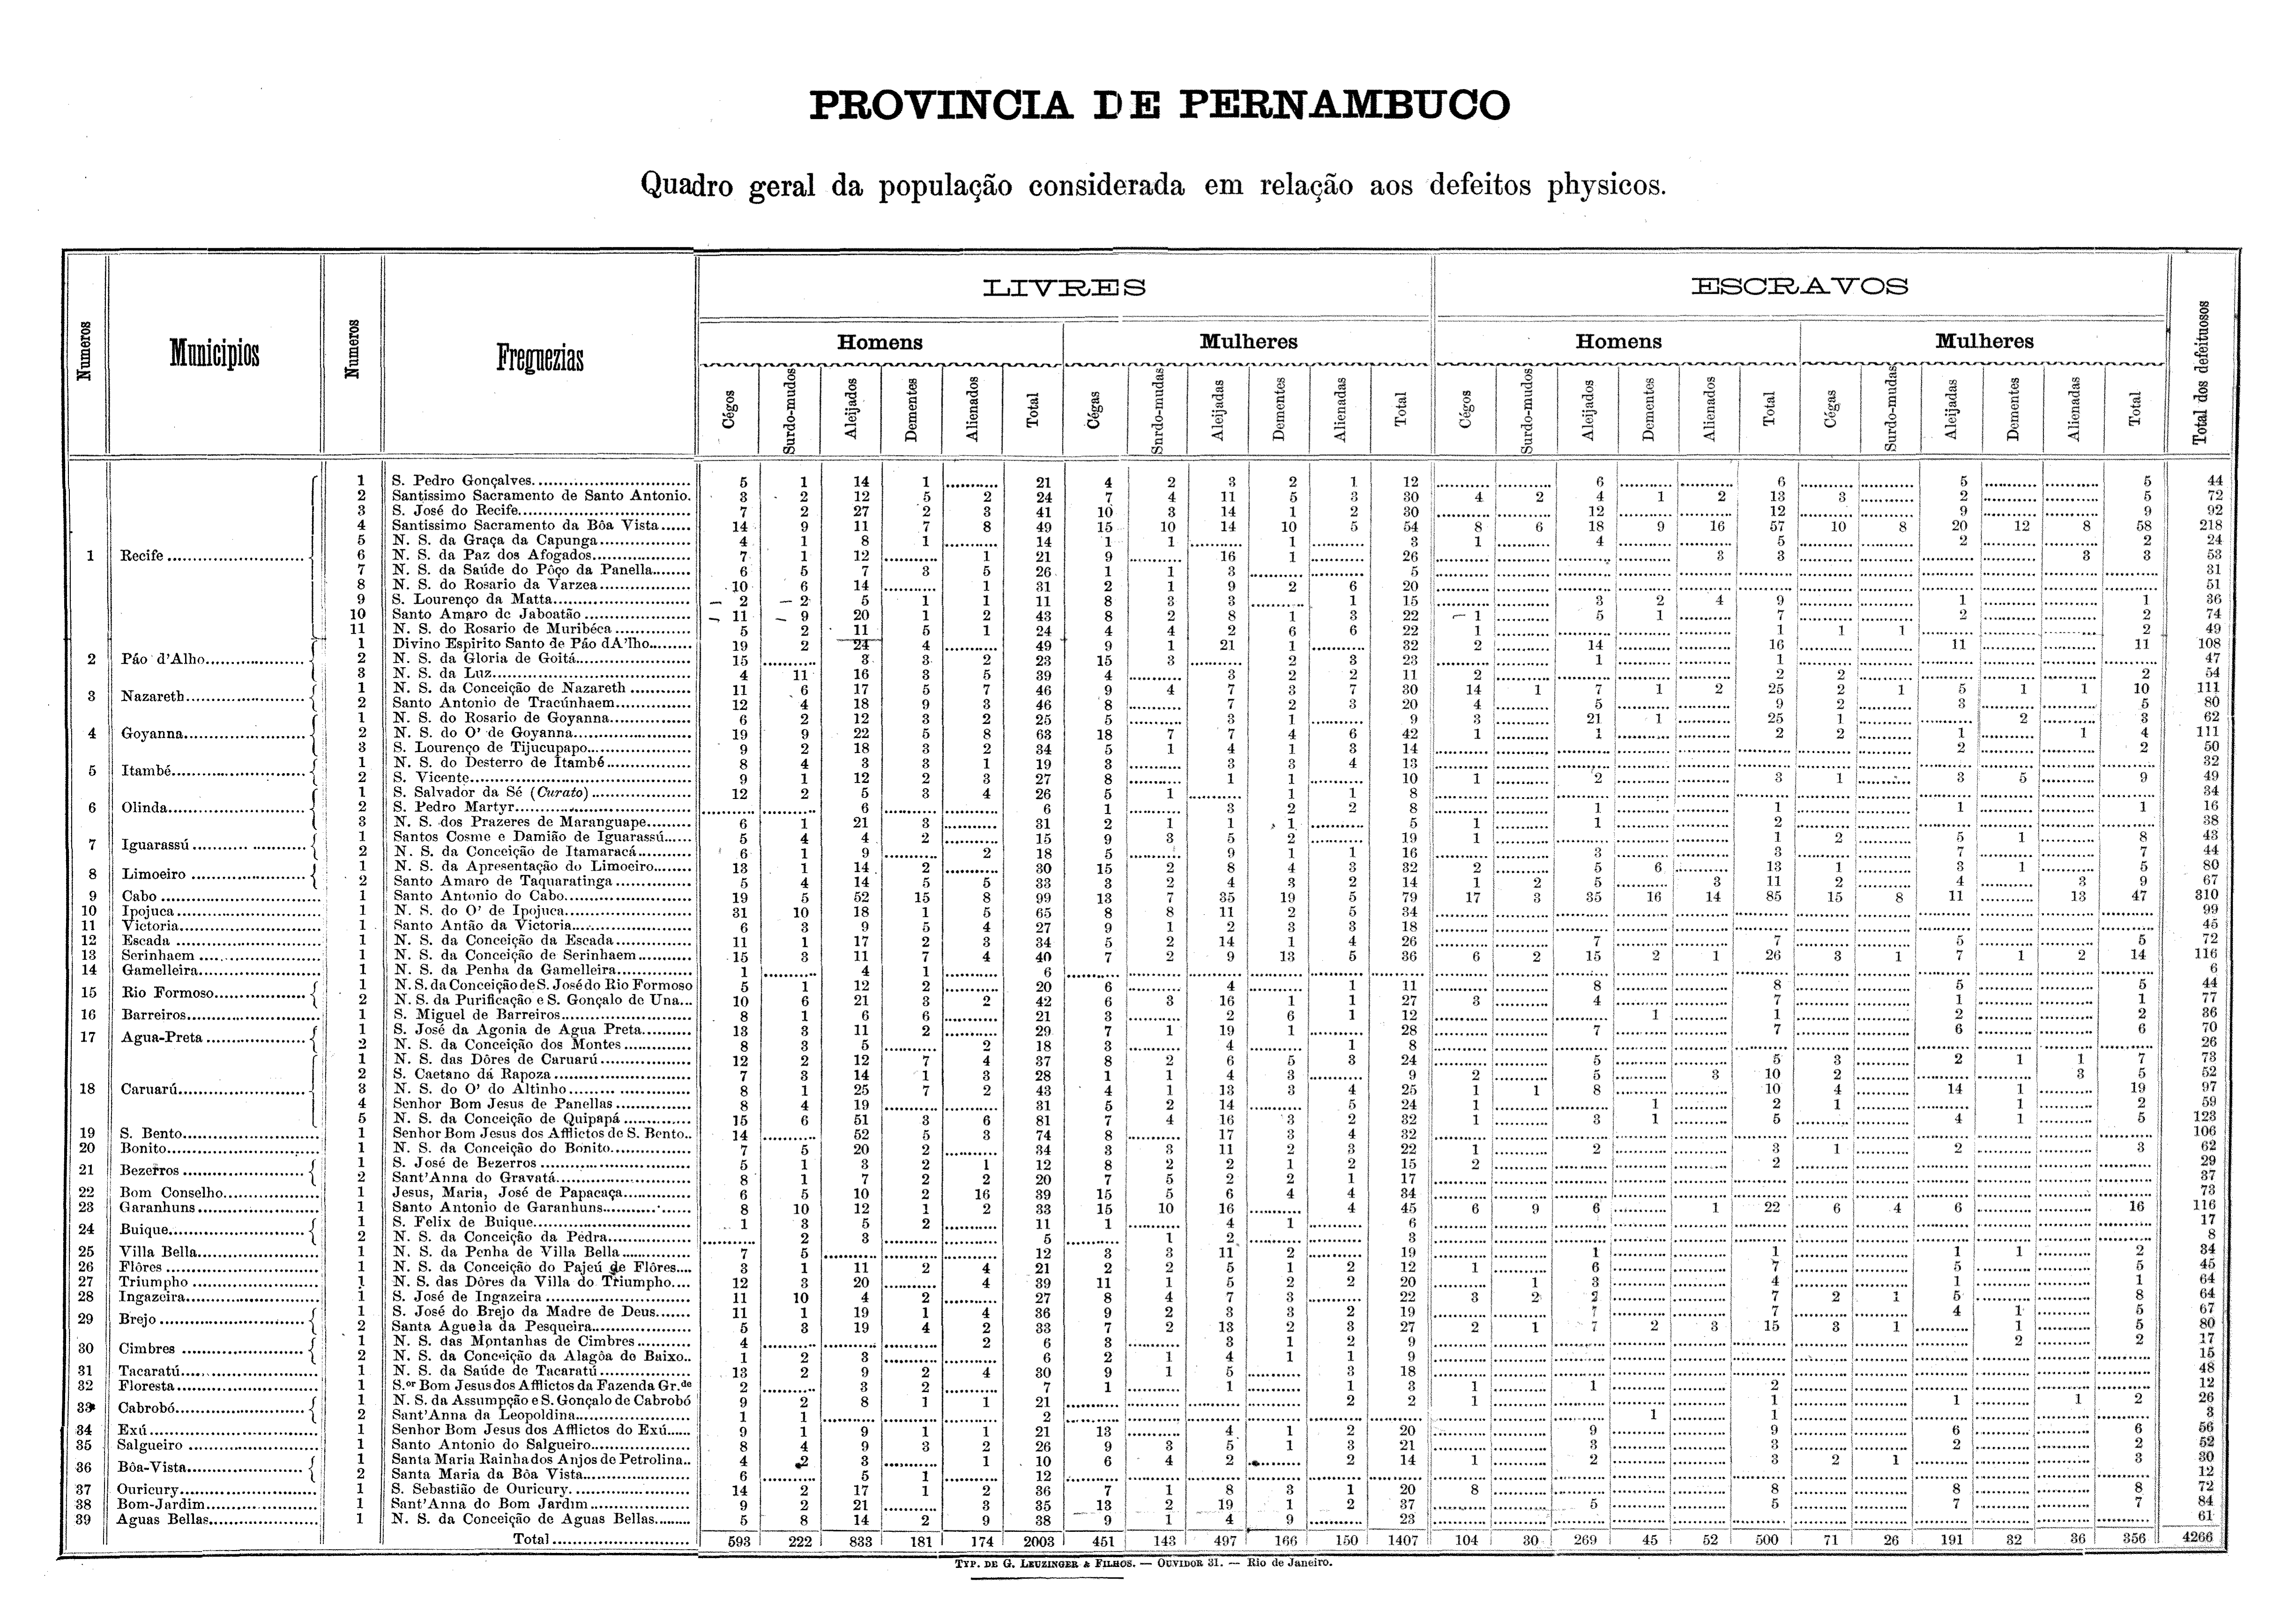 PROVINCIA DE PERNAMBUCO
Quadro geral da população considerada em relação aos defeitos physicos.
LIVRES ESCRAVOS
Homens Mulheres Homens Mulheres
Numeros Municipios Numeros Freguezias Cégos Surdo-mudos Aleijados Dementes Alienados Total Cégas Snrdo-mudas Aleijadas Dementes Alienadas Total Cégos Surdo-mudos Aleijados Dementes Alienados Total Cégas Surdo-mudas Aleijadas Dementes Alienadas Total Total dos defeituosos
1 S. Pedro Gonçalves 5 1 14 1 ... 21 4 2 3 2 1 12 ... ... 6 ... ... 6 ... ... 5 ... ... 5 44
2 Santissimo Sacramento de Santo Antonio. 3 2 12 5 2 24 7 4 11 5 3 30 4 2 4 1 2 13 3 ... 2 ... ... 5 72
3 S. José do Recife 7 2 27 2 3 41 10 3 14 1 2 30 ... ... 12 ... ... 12 ... ... 9 ... ... 9 92
4 Santissimo Sacramento da Bôa Vista 14 9 11 7 8 49 15 10 14 10 5 54 8 6 18 9 16 57 10 8 20 12 8 58 218
5 N. S. da Graça da Capunga 4 1 8 1 ... 14 1 1 ... 1 ... 3 1 ... 4 ... ... 5 ... ... 2 ... ... 2 24
1 Recife 6 N. S. da Paz dos Afogados 7 1 12 ... 1 21 9 ... 16 1 ... 26 ... ... ... ... 3 3 ... ... ... ... 3 3 53
7 N. S. da Saúde do Pôço da Panella 6 5 7 3 5 26 1 1 3 ... ... 5 ... ... ... ... ... ... ... ... ... ... ... ... 31
8 N. S. do Rosario da Varzea 10 6 14 ... 1 31 2 1 9 2 6 20 ... ... ... ... ... ... ... ... ... ... ... ... 51
9 S. Lourenço da Matta 2 2 5 1 1 11 8 3 3 ... 1 15 ... ... 3 2 4 9 ... ... 1 ... ... 1 36
10 Santo Amaro de Jaboatão 11 9 20 1 2 43 8 2 8 1 3 22 1 ... 5 1 ... 7 ... ... 2 ... ... 2 74
11 N. S. do Rosario de Muribéca 5 2 11 5 1 24 4 4 2 6 6 22 1 ... ... ... ... 1 1 1 ... ... ... 2 49
1 Divino Espirito Santo de Páo dA'lho 19 2 24 4 ... 49 9 1 21 1 ... 32 2 ... 14 ... ... 16 ... ... 11 ... ... 11 108
2 Páo d'Alho 2 N. S. da Gloria de Goitá 15 ... 3 3 2 23 15 3 ... 2 3 23 ... ... 1 ... ... 1 ... ... ... ... ... ... 47
3 N. S. da Luz 4 11 16 3 5 39 4 ... 3 2 2 11 2 ... ... ... ... 2 2 ... ... ... ... 2 54
3 Nazareth 1 N. S. da Conceição de Nazareth 11 6 17 5 7 46 9 4 7 3 7 30 14 1 7 1 2 25 2 1 5 1 1 10 111
2 Santo Antonio de Tracúnhaem 12 4 18 9 3 46 8 ... 7 2 3 20 4 ... 5 ... ... 9 2 ... 3 ... ... 5 80
1 N. S. do Rosario de Goyanna 6 2 12 3 2 25 5 ... 3 1 ... 9 3 ... 21 1 ... 25 1 ... ... 2 ... 3 62
4 Goyanna 2 N. S. do O' de Goyanna 19 9 22 5 8 63 18 7 7 4 6 42 1 ... 1 ... ... 2 2 ... 1 ... 1 4 111
3 S. Lourenço de Tijucupapo 9 2 18 3 2 34 5 1 4 1 3 14 ... ... ... ... ... ... ... ... 2 ... ... 2 50
5 Itambé 1 N. S. do Desterro de Itambé 8 4 3 3 1 19 3 ... 3 3 4 13 ... ... ... ... ... ... ... ... ... ... ... ... 32
2 S. Vicente 9 1 12 2 3 27 8 ... 1 1 ... 10 1 ... 2 ... ... 3 1 ... 3 5 ... 9 49
1 S. Salvador da Sé (Curato) 12 2 5 3 4 26 5 1 ... 1 1 8 ... ... ... ... ... ... ... ... ... ... ... ... 34
6 Olinda 2 S. Pedro Martyr ... ... 6 ... ... 6 1 ... 3 2 2 8 ... ... 1 ... ... 1 ... ... 1 ... ... 1 16
3 N. S. dos Prazeres de Maranguape 6 1 21 3 ... 31 2 1 1 1 ... 5 1 ... 1 ... ... 2 ... ... ... ... ... ... 38
7 Iguarassú 1 Santos Cosme e Damião de Iguarassú 5 4 4 2 ... 15 9 3 5 2 ... 19 1 ... ... ... ... 1 2 ... 5 1 ... 8 43
2 N. S. da Conceição de Itamaracá 6 1 9 ... 2 18 5 ... 9 1 1 16 ... ... 3 ... ... 3 ... ... 7 ... ... 7 44
8 Limoeiro 1 N. S. da Apresentação do Limoeiro 13 1 14 2 ... 30 15 2 8 4 3 32 2 ... 5 6 ... 13 1 ... 3 1 ... 5 80
2 Santo Amaro de Taquaratinga 5 4 14 5 5 33 3 2 4 3 2 14 1 2 5 ... 3 11 2 ... 4 ... 3 9 67
9 Cabo 1 Santo Antonio do Cabo 19 5 52 15 8 99 13 7 35 19 5 79 17 3 35 16 14 85 15 8 11 ... 13 47 310
10 Ipojuca 1 N. S. do O' de Ipojuca 31 10 18 1 5 65 8 8 11 2 5 34 ... ... ... ... ... ... ... ... ... ... ... ... 99
11 Victoria 1 Santo Antão da Victoria 6 3 9 5 4 27 9 1 2 3 3 18 ... ... ... ... ... ... ... ... ... ... ... ... 45
12 Escada 1 N. S. da Conceição da Escada 11 1 17 2 3 34 5 2 14 1 4 26 ... ... 7 ... ... 7 ... ... 5 ... ... 5 72
13 Serinhaem 1 N. S. da Conceição de Serinhaem 15 3 11 7 4 40 7 2 9 13 5 36 6 2 15 2 1 26 3 1 7 1 2 14 116
14 Gamelleira 1 N. S. da Penha da Gamelleira 1 ... 4 1 ... 6 ... ... ... ... ... ... ... ... ... ... ... ... ... ... ... ... ... ... 6
15 Rio Formoso 1 N. S. da Conceição de S. José do Rio Formoso 5 1 12 2 ... 20 6 ... 4 ... 1 11 ... ... 8 ... ... 8 ... ... 5 ... ... 5 44
2 N. S. da Purificação e S. Gonçalo de Una 10 6 21 3 2 42 6 3 16 1 1 27 3 ... 4 ... ... 7 ... ... 1 ... ... 1 77
16 Barreiros 1 S. Miguel de Barreiros 8 1 6 6 ... 21 3 ... 2 6 1 12 ... ... ... 1 ... 1 ... ... 2 ... ... 2 36
17 Agua-Preta 1 S. José da Agonia de Agua Preta 13 3 11 2 ... 29 7 1 19 1 ... 28 ... ... 7 ... ... 7 ... ... 6 ... ... 6 70
2 N. S. da Conceição dos Montes 8 3 5 ... 2 18 3 ... 4 ... 1 8 ... ... ... ... ... ... ... ... ... ... ... ... 26
1 N. S. das Dôres de Caruarú 12 2 12 7 4 37 8 2 6 5 3 24 ... ... 5 ... ... 5 3 ... 2 1 1 7 73
2 S. Caetano dá Rapoza 7 3 14 1 3 28 1 1 4 3 ... 9 2 ... 5 ... 3 10 2 ... ... ... 3 5 52
18 Caruarú 3 N. S. do O' do Altinho 8 1 25 7 2 43 4 1 13 3 4 25 1 1 8 ... ... 10 4 ... 14 1 ... 19 97
4 Senhor Bom Jesus de Panellas 8 4 19 ... ... 31 5 2 14 ... 5 24 1 ... ... 1 ... 2 1 ... ... 1 ... 2 59
5 N. S. da Conceição de Quipapá 15 6 51 3 6 81 7 4 16 3 2 32 1 ... 3 1 ... 5 ... ... 4 1 ... 5 123
19 S. Bento 1 Senhor Bom Jesus dos Afflictos de S. Bento.. 14 ... 52 5 3 74 8 ... 17 3 4 32 ... ... ... ... ... ... ... ... ... ... ... ... 106
20 Bonito 1 N. S. da Conceição do Bonito 7 5 20 2 ... 34 3 3 11 2 3 22 1 ... 2 ... ... 3 1 ... 2 ... ... 3 62
21 Bezerros 1 S. José de Bezerros 5 1 3 2 1 12 8 2 2 1 2 15 2 ... ... ... ... 2 ... ... ... ... ... ... 29
2 Sant'Anna do Gravatá 8 1 7 2 2 20 7 5 2 2 1 17 ... ... ... ... ... ... ... ... ... ... ... ... 37
22 Bom Conselho 1 Jesus, Maria, José de Papacaça 6 5 10 2 16 39 15 5 6 4 4 34 ... ... ... ... ... ... ... ... ... ... ... ... 73
23 Garanhuns 1 Santo Antonio de Garanhuns 8 10 12 1 2 33 15 10 16 ... 4 45 6 9 6 ... 1 22 6 4 6 ... ... 16 116
24 Buique 1 S. Felix de Buique 1 3 5 2 ... 11 1 ... 4 1 ... 6 ... ... ... ... ... ... ... ... ... ... ... ... 17
2 N. S. da Conceição da Pedra ... 2 3 ... ... 5 ... 1 2 ... ... 3 ... ... ... ... ... ... ... ... ... ... ... ... 8
25 Villa Bella 1 N. S. da Penha de Villa Bella 7 5 ... ... ... 12 3 3 11 2 ... 19 ... ... 1 ... ... 1 ... ... 1 1 ... 2 34
26 Flôres 1 N. S. da Conceição do Pajeú de Flôres 3 1 11 2 4 21 2 2 5 1 2 12 1 ... 6 ... ... 7 ... ... 5 ... ... 5 45
27 Triumpho 1 N. S. das Dôres da Villa do Triumpho 12 3 20 ... 4 39 11 1 5 2 2 20 ... 1 3 ... ... 4 ... ... 1 ... ... 1 64
28 Ingazeira 1 S. José de Ingazeira 11 10 4 2 ... 27 8 4 7 3 ... 22 3 2 2 ... ... 7 2 1 5 ... ... 8 64
29 Brejo 1 S. José do Brejo da Madre de Deus 11 1 19 1 4 36 9 2 3 3 2 19 ... ... 7 ... ... 7 ... ... 4 1 ... 5 67
2 Santa Agueda da Pesqueira 5 3 19 4 2 33 7 2 13 2 3 27 2 1 7 2 3 15 3 1 ... 1 ... 5 80
30 Cimbres 1 N. S. das Montanhas de Cimbres 4 ... ... ... 2 6 3 ... 3 1 2 9 ... ... ... ... ... ... ... ... ... 2 ... 2 17
2 N. S. da Conceição da Alagôa de Baixo.. 1 2 3 ... ... 6 2 1 4 1 1 9 ... ... ... ... ... ... ... ... ... ... ... ... 15
31 Tacaratú 1 N. S. da Saúde de Tacaratú 13 2 9 2 4 30 9 1 5 ... 3 18 ... ... ... ... ... ... ... ... ... ... ... ... 48
32 Floresta 1 S.or Bom Jesus dos Afflictos da Fazenda Gr.de 2 ... 3 2 ... 7 1 ... 1 ... 1 3 1 ... 1 ... ... 2 ... ... ... ... ... ... 12
33 Cabrobó 1 N. S. da Assumpção e S. Gonçalo de Cabrobó 9 2 8 1 1 21 ... ... ... ... 2 2 1 ... ... ... ... 1 ... ... 1 ... 1 2 26
2 Sant'Anna da Leopoldina 1 1 ... ... ... 2 ... ... ... ... ... ... ... ... ... 1 ... 1 ... ... ... ... ... ... 3
34 Exú 1 Senhor Bom Jesus dos Afflictos do Exú 9 1 9 1 1 21 13 ... 4 1 2 20 ... ... 9 ... ... 9 ... ... 6 ... ... 6 56
35 Salgueiro 1 Santo Antonio do Salgueiro 8 4 9 3 2 26 9 3 5 1 3 21 ... ... 3 ... ... 3 ... ... 2 ... ... 2 52
36 Bôa-Vista 1 Santa Maria Rainha dos Anjos de Petrolina.. 4 2 3 ... 1 10 6 4 2 ... 2 14 1 ... 2 ... ... 3 2 1 ... ... ... 3 30
2 Santa Maria da Bôa Vista 6 ... 5 1 ... 12 ... ... ... ... ... ... ... ... ... ... ... ... ... ... ... ... ... ... 12
37 Ouricury 1 S. Sebastião de Ouricury 14 2 17 1 2 36 7 1 8 3 1 20 8 ... ... ... ... 8 ... ... 8 ... ... 8 72
38 Bom-Jardim 1 Sant'Anna do Bom Jardim 9 2 21 ... 3 35 13 2 19 1 2 37 ... ... 5 ... ... 5 ... ... 7 ... ... 7 84
39 Aguas Bellas 1 N. S. da Conceição de Aguas Bellas 5 8 14 2 9 38 9 1 4 9 ... 23 ... ... ... ... ... ... ... ... ... ... ... ... 61
Total 593 222 833 181 174 2003 451 143 497 166 150 1407 104 30 269 45 52 500 71 26 191 32 36 356 4266
TYP. DE G. LEUZINGER & FILHOS. — OUVIDOR 31. — Rio de Janeiro.